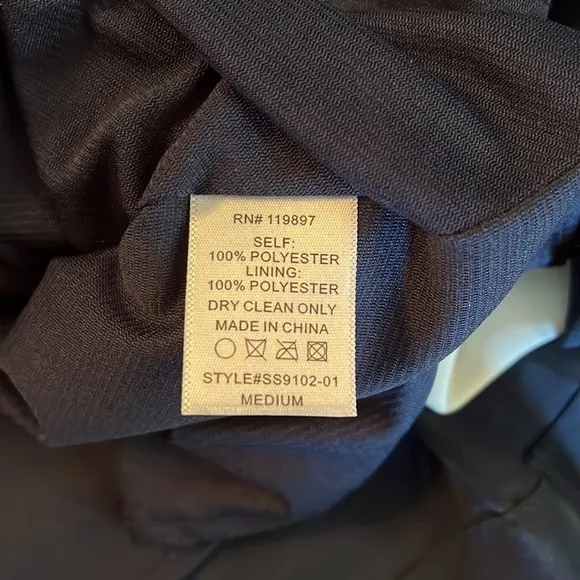 RN# 119897
SELF:
100% POLYESTER
LINING:
100% POLYESTER
DRY CLEAN ONLY
MADE IN CHINA
STYLE#SS9102-01
MEDIUM